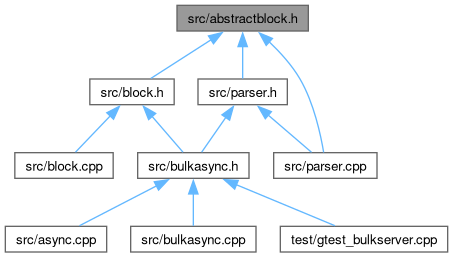 src/abstractblock.h
src/block.h
src/parser.h
src/block.cpp
src/bulkasync.h
src/parser.cpp
src/async.cpp
src/bulkasync.cpp
test/gtest_bulkserver.cpp